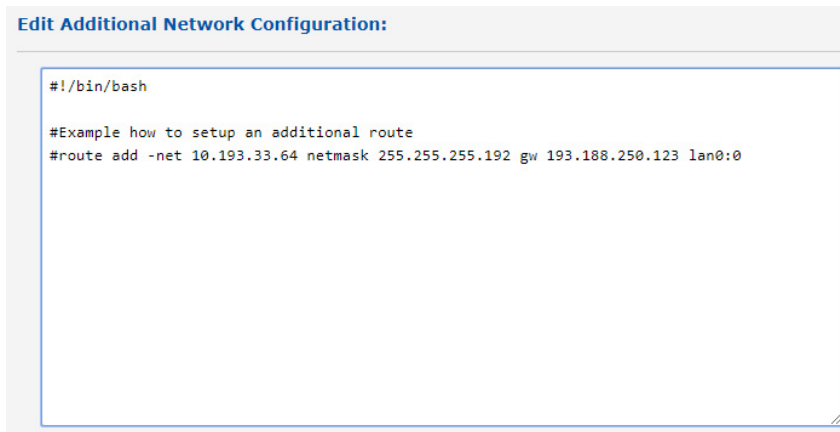 Edit Additional Network Configuration:
#!/bin/bash
#Example how to setup an additional route
#route add -net 10.193.33.64 netmask 255.255.255.192 gw 193.188.250.123 lan0:0